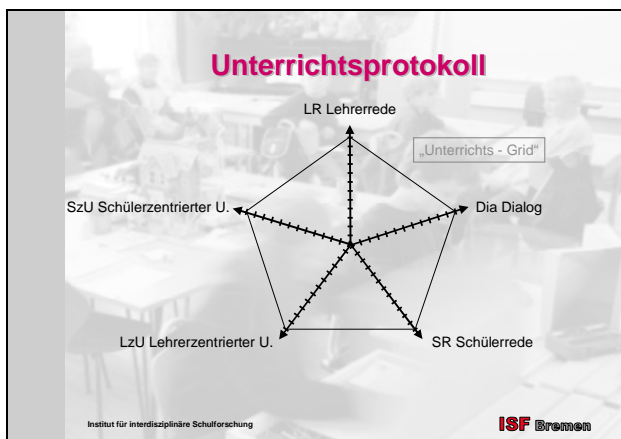 Unterrichtsprotokoll
LR Lehrerrede
„Unterrichts - Grid“
SzU Schülerzentrierter U.
Dia Dialog
LzU Lehrerzentrierter U.
SR Schülerrede
Institut für interdisziplinäre Schulforschung
ISF Bremen